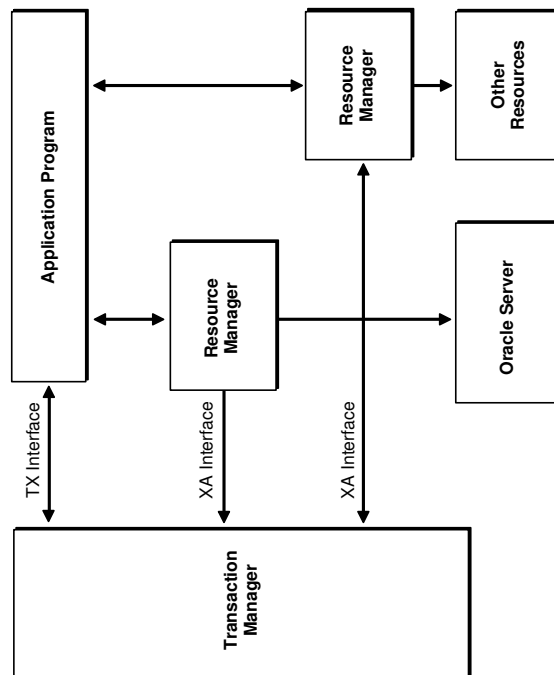 TX Interface
Application Program
XA Interface
Resource
Manager
XA Interface
Resource
Manager
Transaction
Manager
Oracle Server
Other
Resources